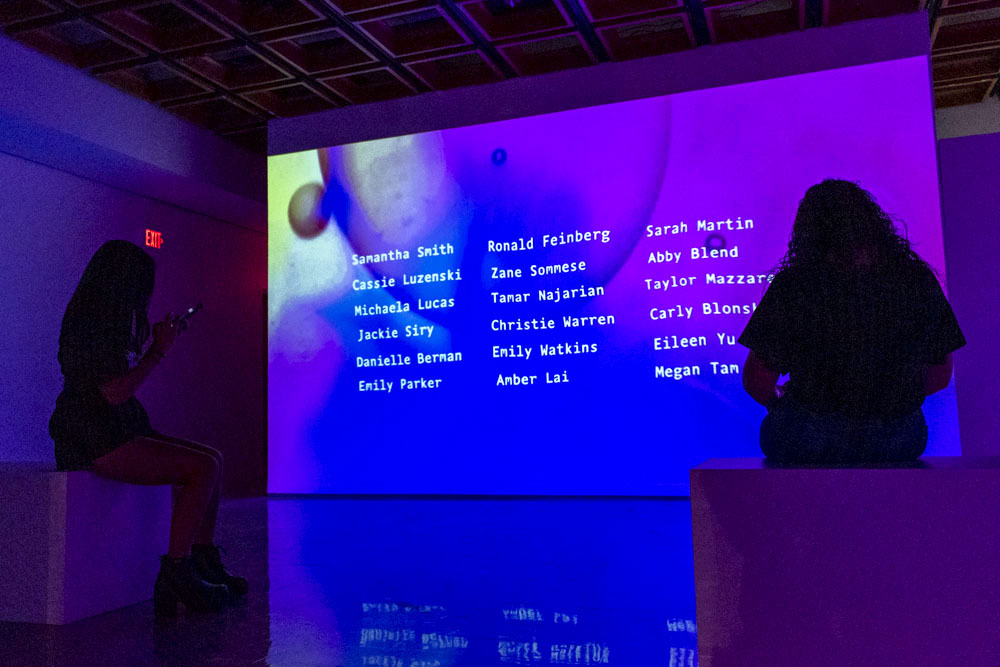 EXIT
Samantha Smith
Cassie Luzenski
Michaela Lucas
Jackie Siry
Danielle Berman
Emily Parker
Ronald Feinberg
Zane Sommese
Tamar Najarian
Christie Warren
Emily Watkins
Amber Lai
Sarah Martin
Abby Blend
Taylor
Carly
Eileen Yu
Megan Tam